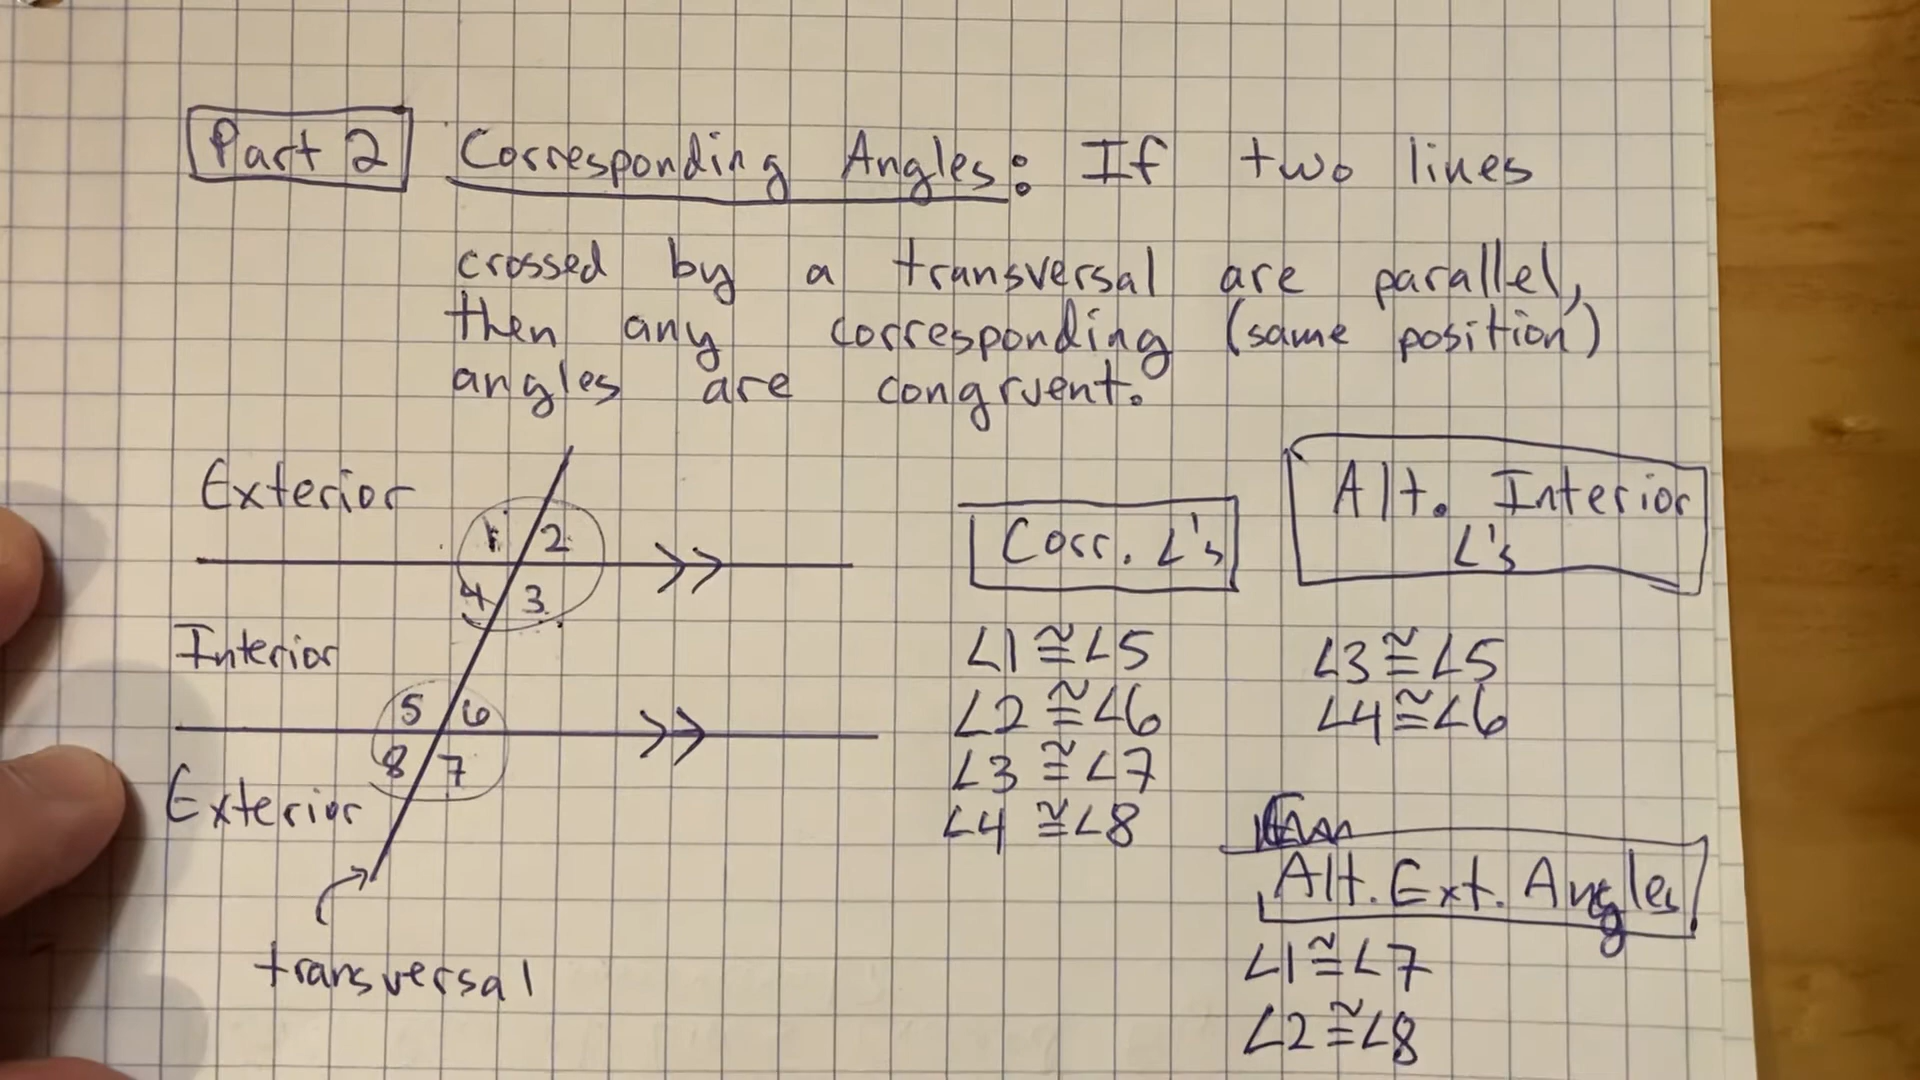 Part 2 Corresponding Angles: If two lines
crossed by a transversal are parallel,
then any corresponding (same position)
angles are congruent.
Exterior
1 2
4 3
Interior
5 6
8 7
Exterior
transversal
Corr. ∠'s
∠1≅∠5
∠2≅∠6
∠3≅∠7
∠4≅∠8
Alt. Interior
∠'s
∠3≅∠5
∠4≅∠6
Alt. Ext. Angles
∠1≅∠7
∠2≅∠8